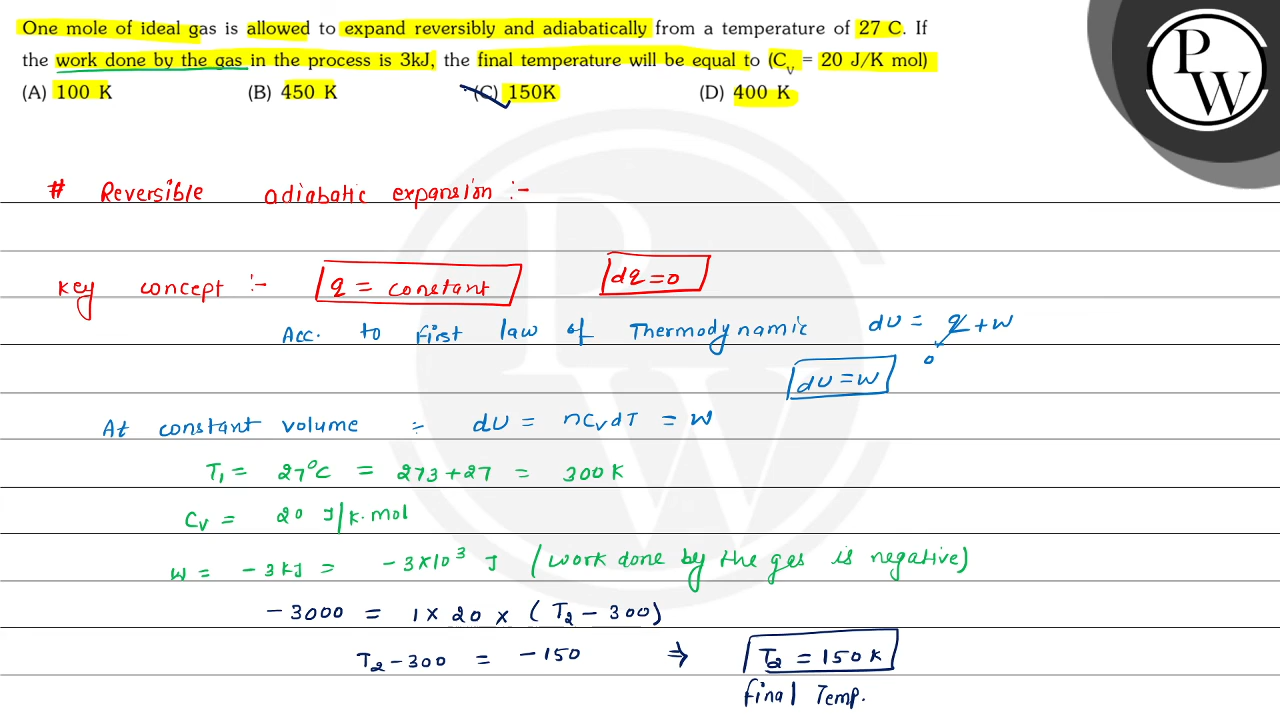 One mole of ideal gas is allowed to expand reversibly and adiabatically from a temperature of 27 C. If
the work done by the gas in the process is 3kJ, the final temperature will be equal to (C_v = 20 J/K mol)
(A) 100 K (B) 450 K (C) 150K (D) 400 K
P
W
# Reversible adiabatic expansion :-
Key concept :- q = constant dq = 0
Acc. to first law of Thermodynamic dU = q + w
0
dU = w
At constant volume :- dU = nCvdT = w
T₁ = 27°C = 273+27 = 300 K
Cv = 20 J/K.mol
W = -3 KJ = -3×10³ J (work done by the gas is negative)
-3000 = 1 × 20 × (T₂ - 300)
T₂ - 300 = -150 ⇒ T₂ = 150 K
final Temp.